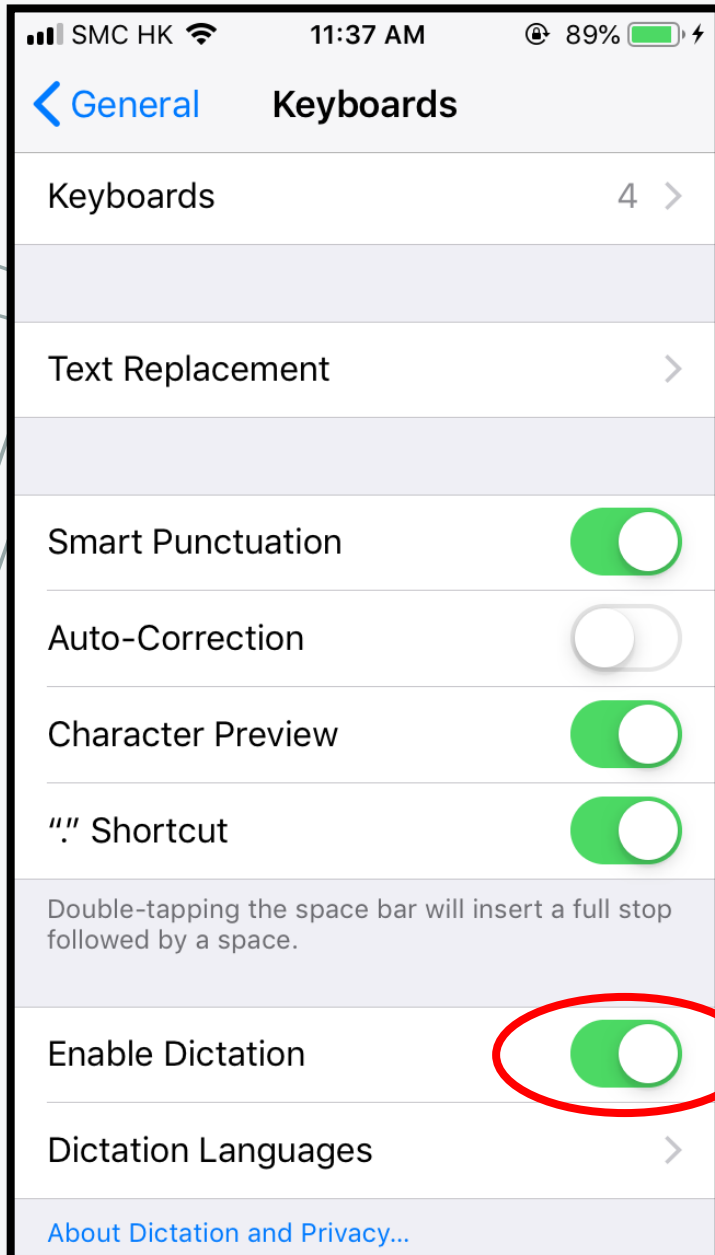 SMC HK 11:37 AM 89%
General Keyboards
Keyboards 4
Text Replacement
Smart Punctuation
Auto-Correction
Character Preview
“.” Shortcut
Double-tapping the space bar will insert a full stop
followed by a space.
Enable Dictation
Dictation Languages
About Dictation and Privacy...